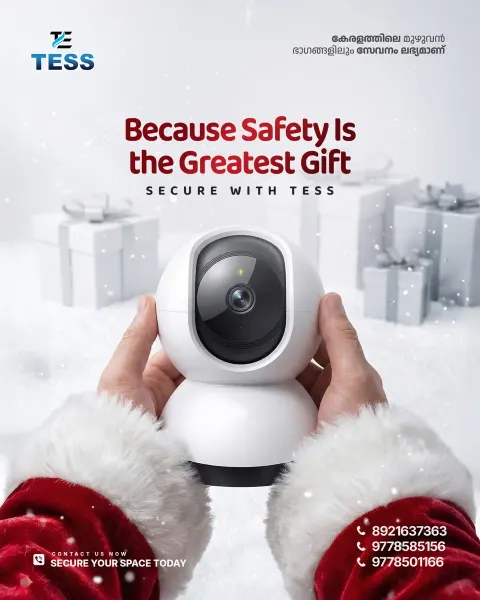 TE
TESS
കേരളത്തിലെ മുഴുവൻ
ഭാഗങ്ങളിലും സേവനം ലഭ്യമാണ്
Because Safety Is
the Greatest Gift
SECURE WITH TESS
CONTACT US NOW
SECURE YOUR SPACE TODAY
8921637363
9778585156
9778501166